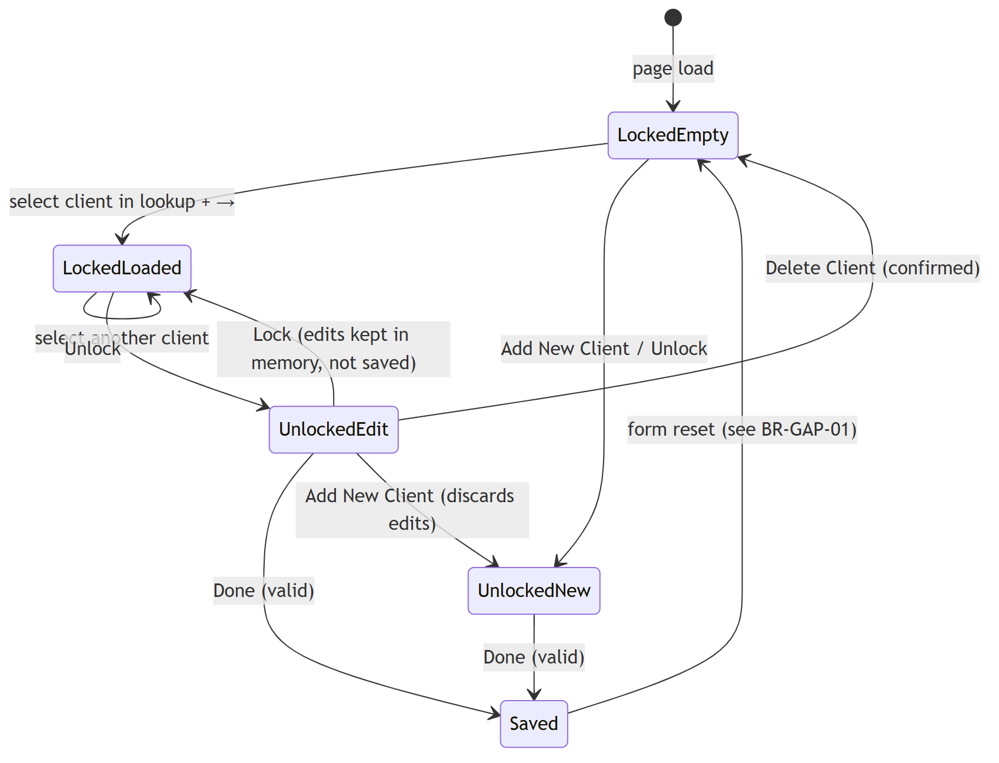 page load
LockedEmpty
select client in lookup + →
LockedLoaded
Delete Client (confirmed)
select another client
Unlock
Lock (edits kept in
memory, not saved)
Add New Client / Unlock
UnlockedEdit
form reset (see BR-GAP-01)
Add New Client (discards
edits)
Done (valid)
UnlockedNew
Done (valid)
Saved